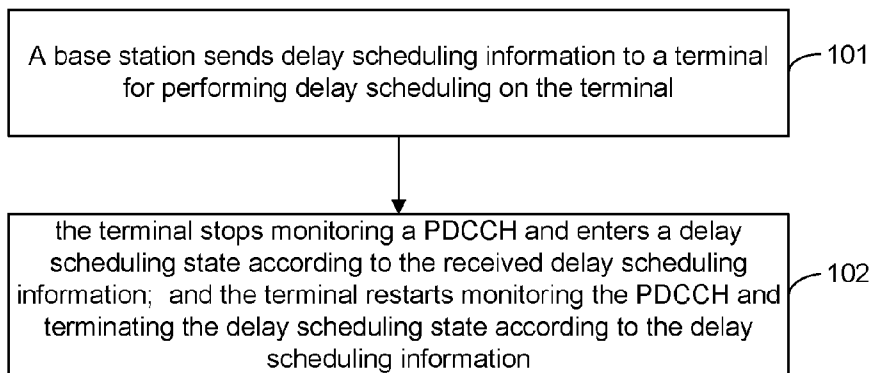 A base station sends delay scheduling information to a terminal
for performing delay scheduling on the terminal
101
the terminal stops monitoring a PDCCH and enters a delay
scheduling state according to the received delay scheduling
information; and the terminal restarts monitoring the PDCCH and
terminating the delay scheduling state according to the delay
scheduling information
102